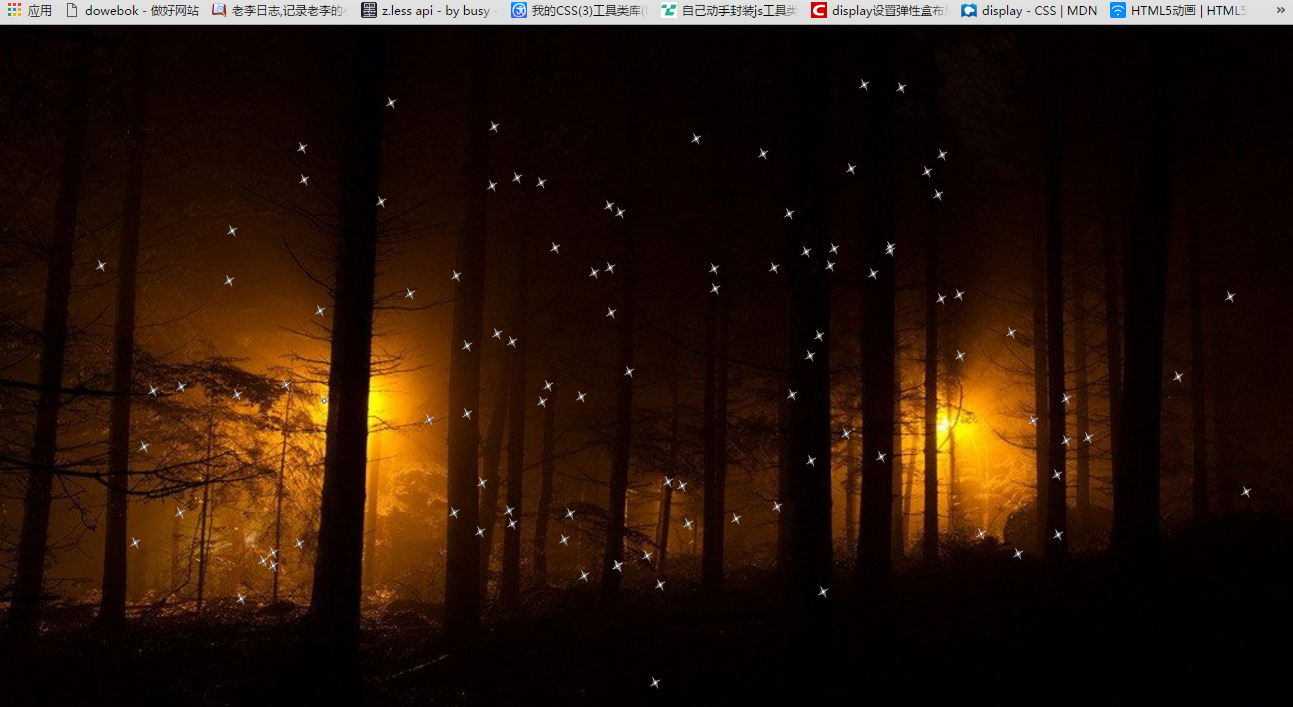 应用 dowebok - 做好网站 老李日志,记录老李的 z.less api - by busy 我的CSS(3)工具类库( 自己动手封装js工具类 display设置弹性盒布 display - CSS | MDN HTML5动画 | HTML5 »